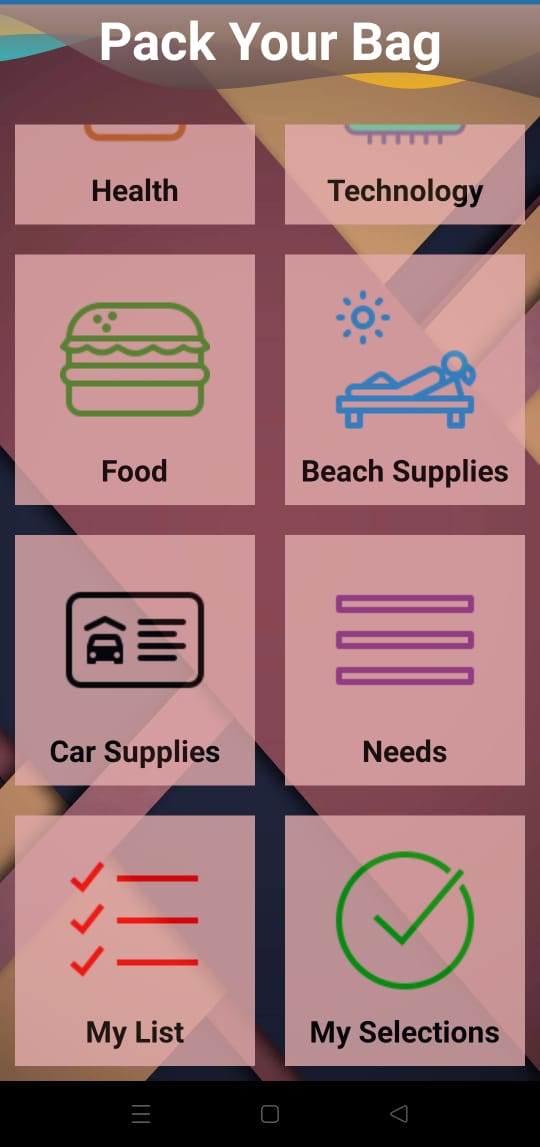 Pack Your Bag
Health
Technology
Food
Beach Supplies
Car Supplies
Needs
My List
My Selections